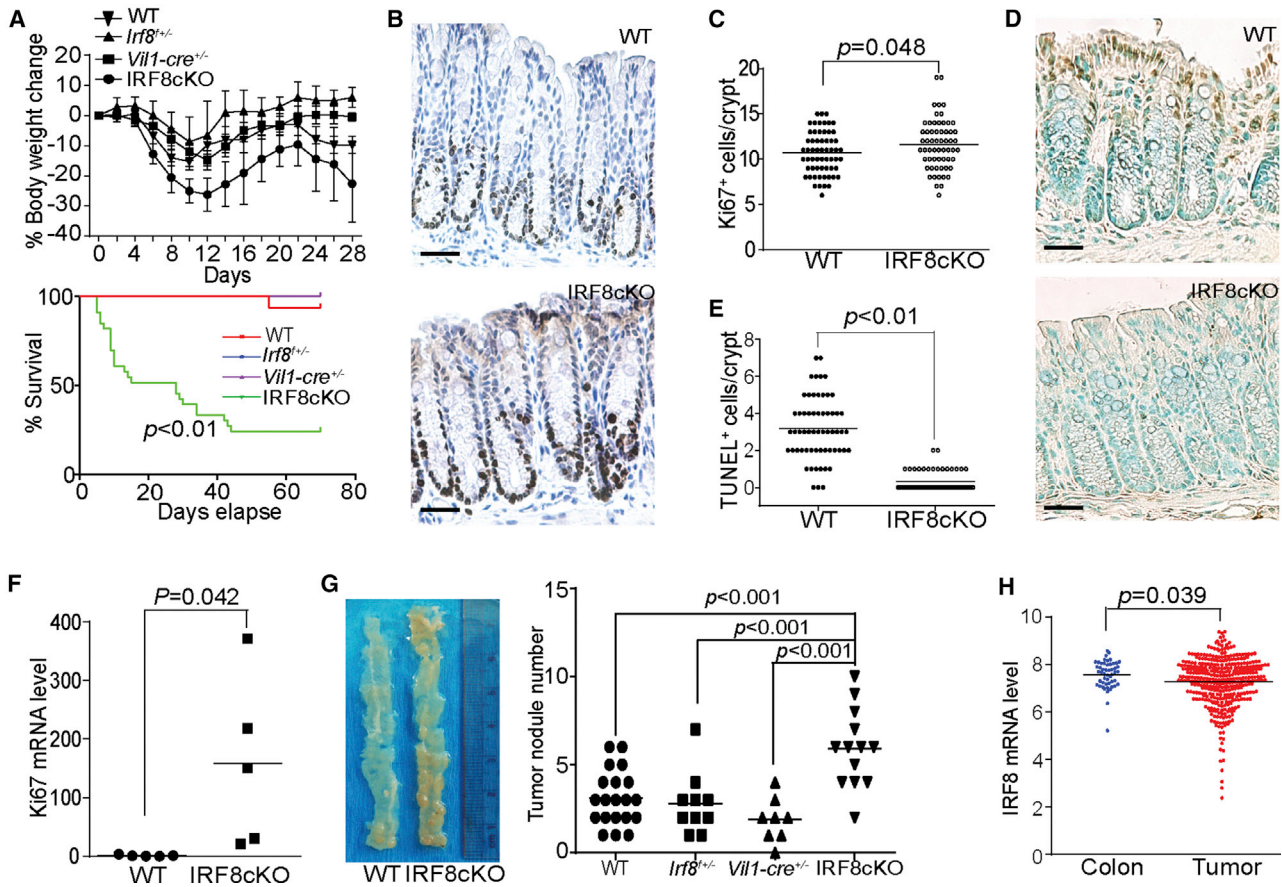 A
WT
Irf8f+/-
Vil1-cre+/-
IRF8cKO
% Body weight change
20
10
0
-10
-20
-30
-40
0 4 8 12 16 20 24 28
Days
% Survival
100
50
0
WT
Irf8f+/-
Vil1-cre+/-
IRF8cKO
p<0.01
0 20 40 60 80
Days elapse
B
WT
IRF8cKO
C
p=0.048
Ki67+ cells/crypt
20
15
10
5
0
WT IRF8cKO
D
WT
IRF8cKO
E
p<0.01
TUNEL+ cells/crypt
8
6
4
2
0
WT IRF8cKO
F
P=0.042
Ki67 mRNA level
400
300
200
100
0
WT IRF8cKO
G
WT IRF8cKO
Tumor nodule number
15
10
5
0
p<0.001
p<0.001
p<0.001
WT Irf8f+/- Vil1-cre+/- IRF8cKO
H
p=0.039
IRF8 mRNA level
10
8
6
4
2
0
Colon Tumor